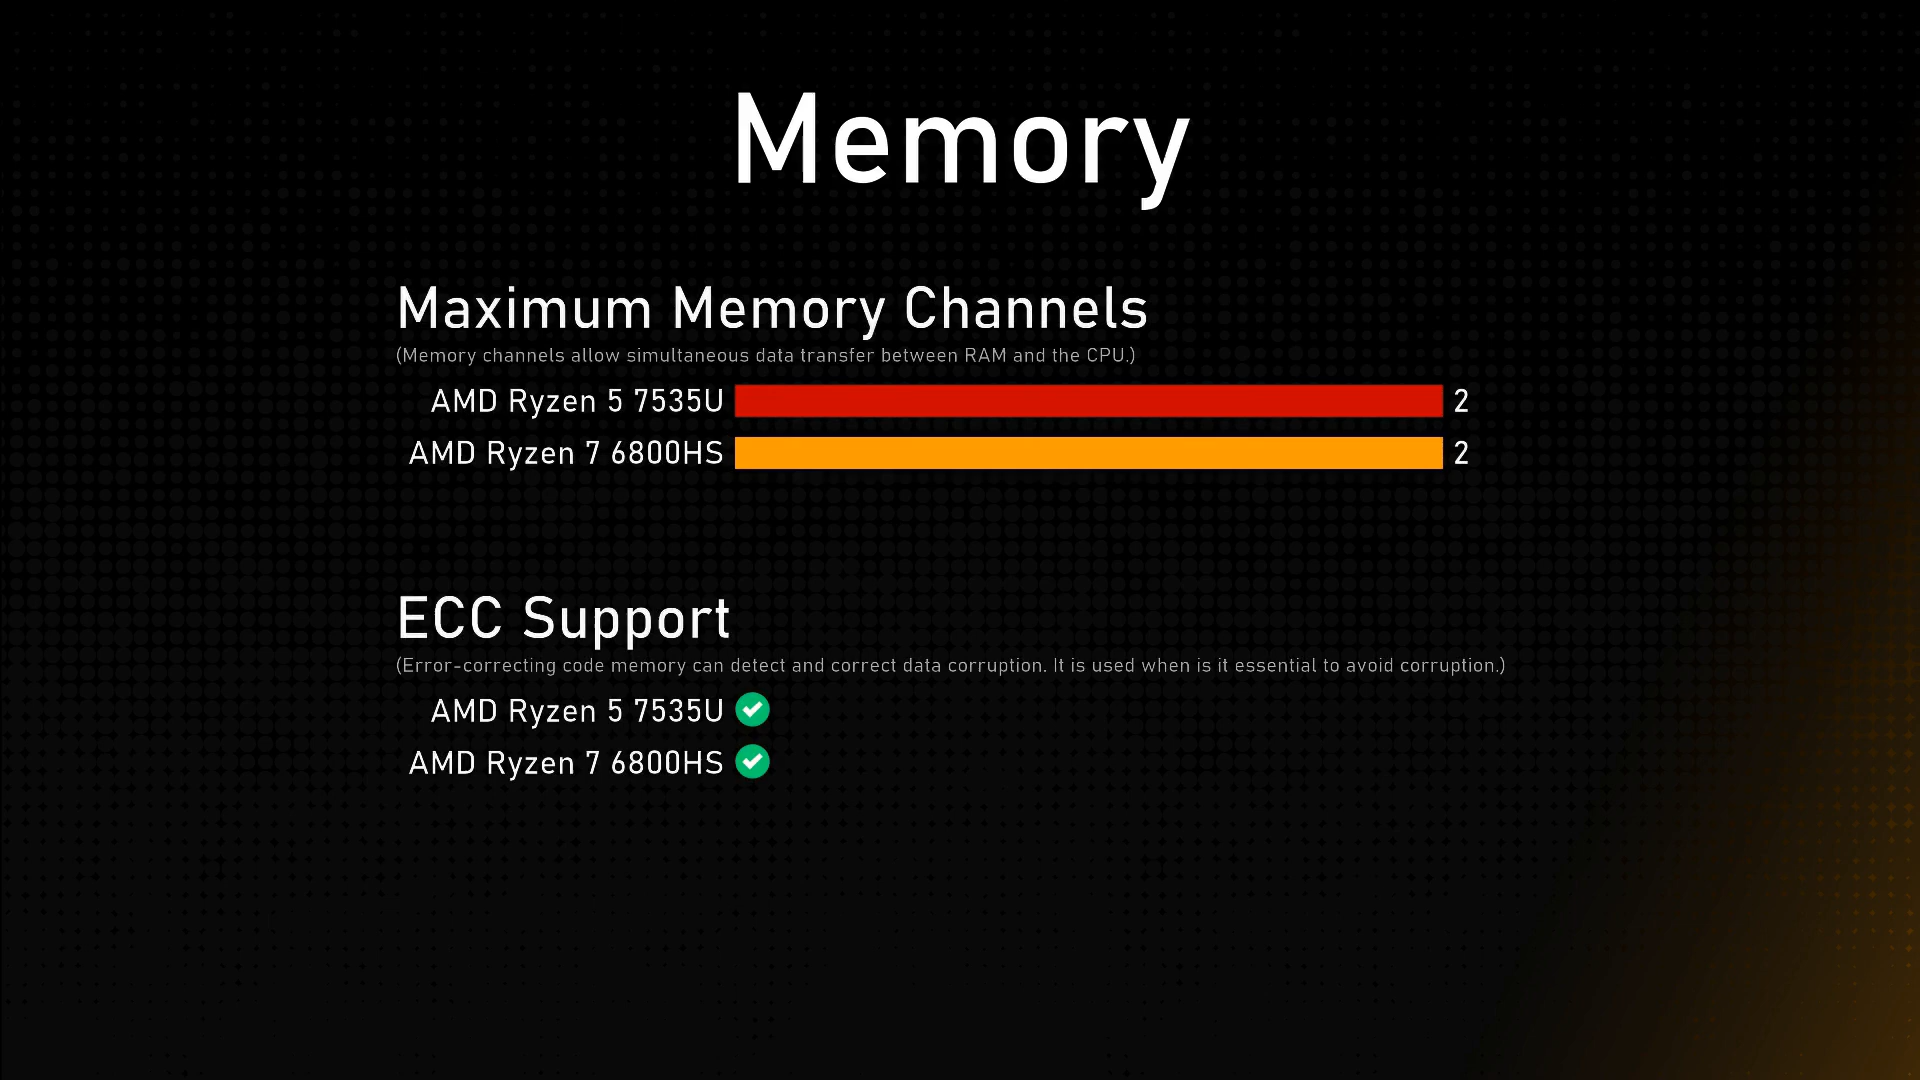 Memory
Maximum Memory Channels
(Memory channels allow simultaneous data transfer between RAM and the CPU.)
AMD Ryzen 5 7535U 2
AMD Ryzen 7 6800HS 2
ECC Support
(Error-correcting code memory can detect and correct data corruption. It is used when is it essential to avoid corruption.)
AMD Ryzen 5 7535U
AMD Ryzen 7 6800HS